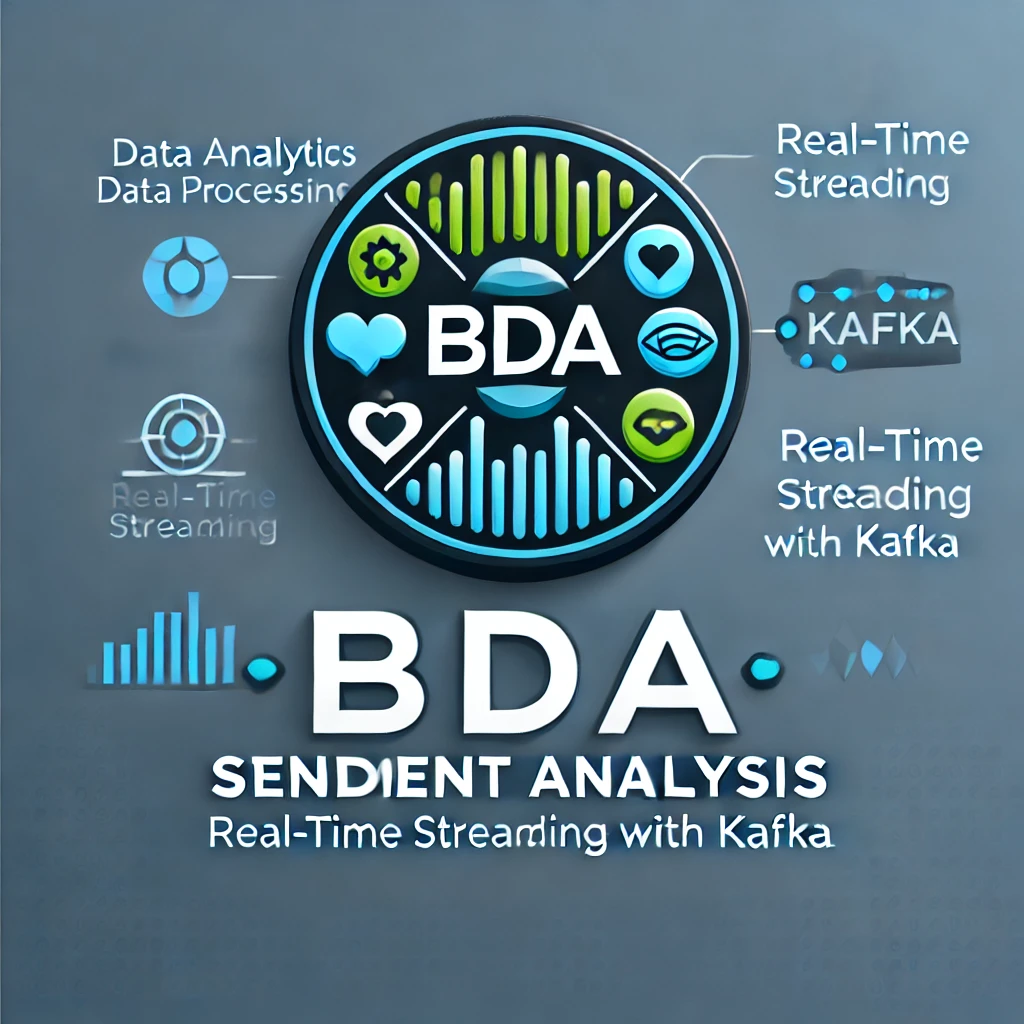 Data Analytics
Data Processing
Real-Time
Streading
BDA
KAFKA
Real-Time
Streaming
Real-Time
Streading
with Kafka
BDA
SENDIENT ANALYSIS
Real-Time Streading with Kafka